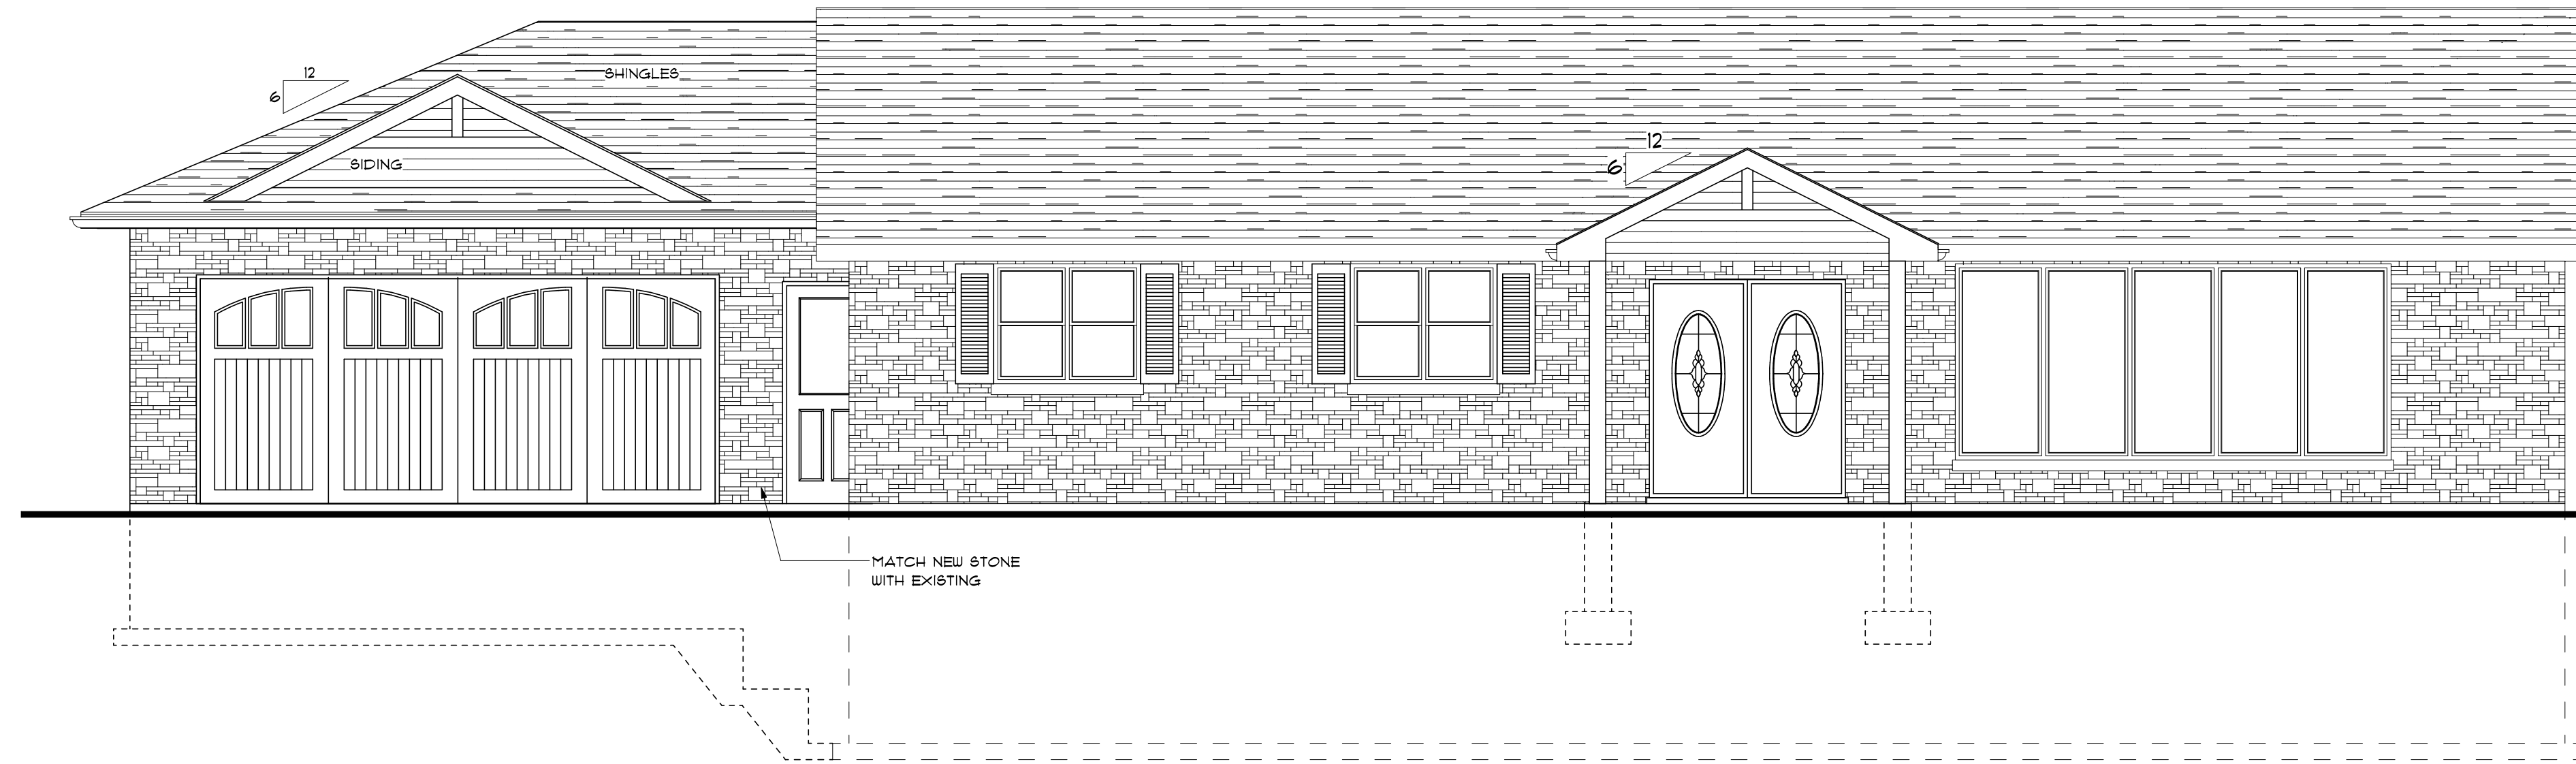 12
6
SHINGLES
SIDING
12
6
MATCH NEW STONE
WITH EXISTING